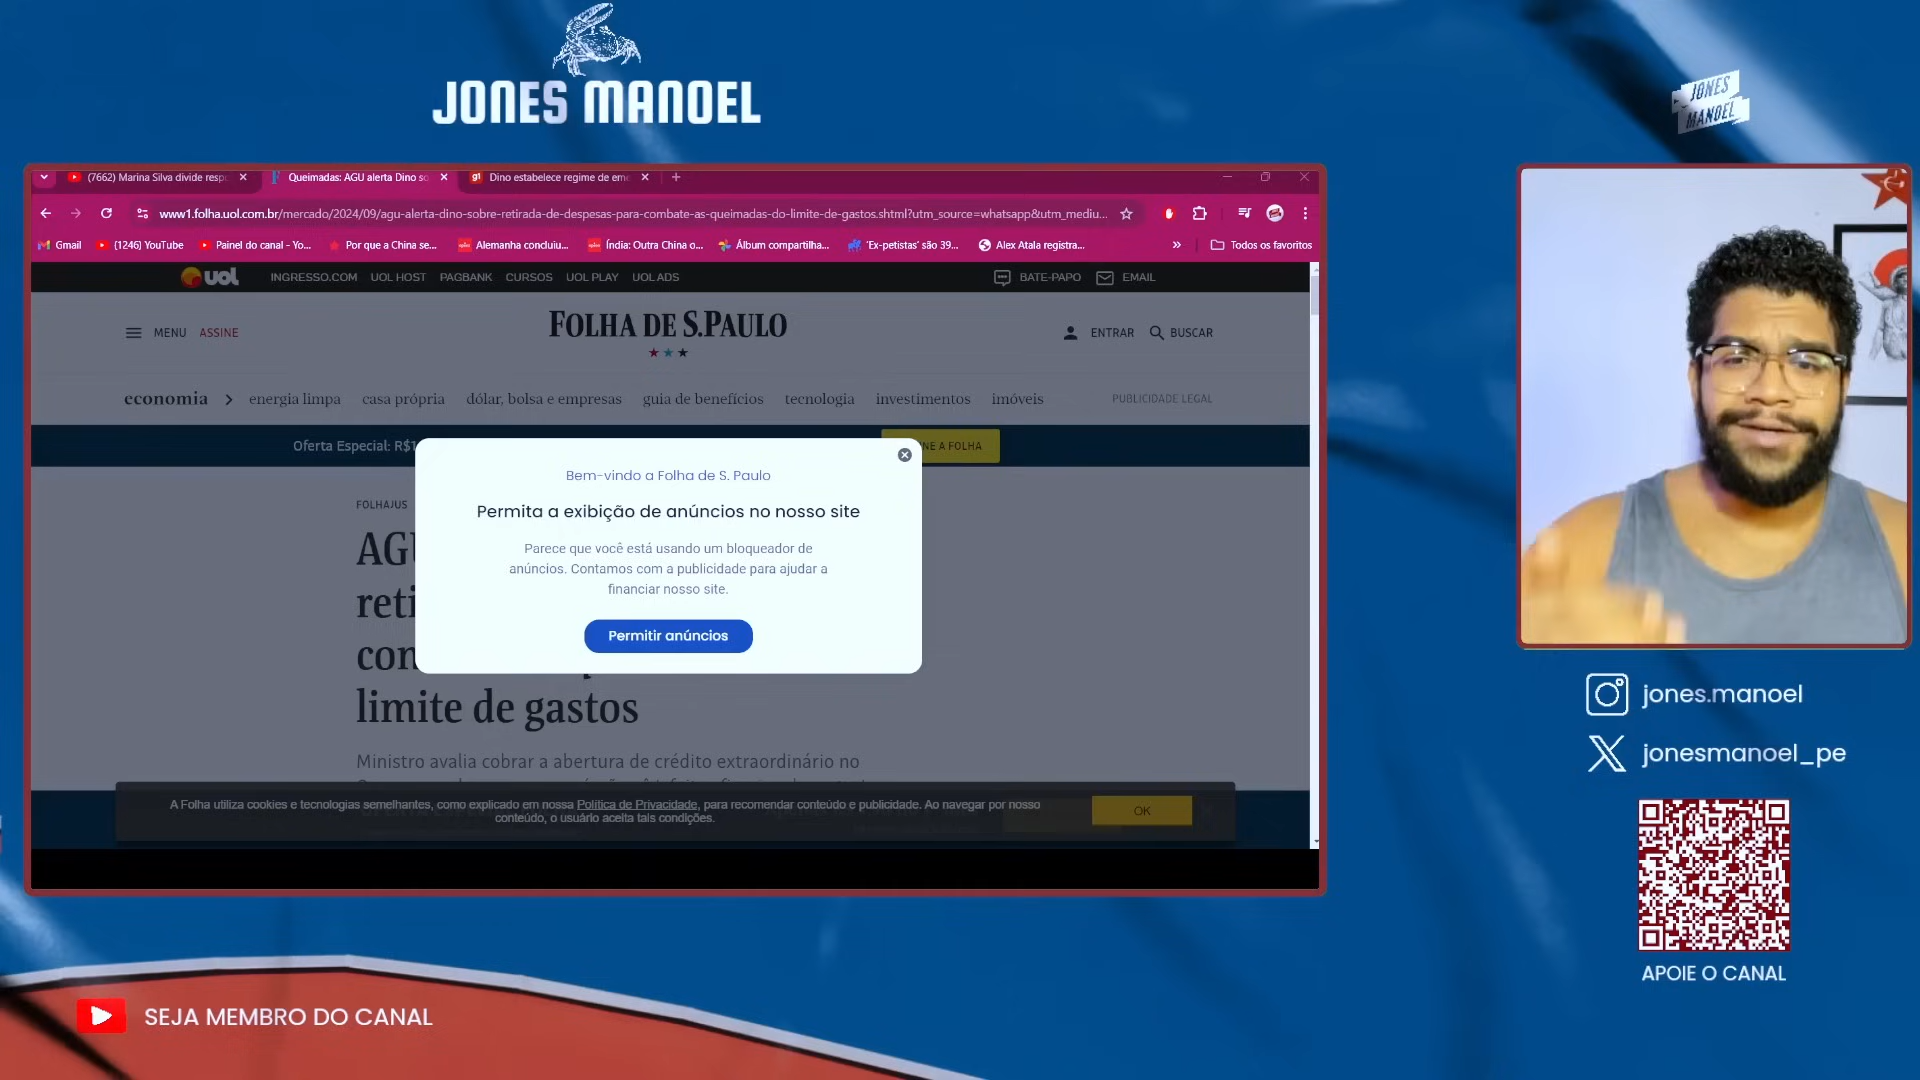 JONES MANOEL
JONES
MANOEL
(7662) Marina Silva divide resp
Queimadas: AGU alerta Dino so
g1
Dino estabelece regime de em
www1.folha.uol.com.br/mercado/2024/09/agu-alerta-dino-sobre-retirada-de-despesas-para-combate-as-queimadas-do-limite-de-gastos.shtml?utm_source=whatsapp&utm_mediu...
Gmail
(1246) YouTube
Painel do canal - Yo...
Por que a China se...
Alemanha concluiu...
Índia: Outra China o...
Álbum compartilha...
'Ex-petistas' são 39...
Alex Atala registra...
Todos os favoritos
uol
INGRESSO.COM
UOL HOST
PAGBANK
CURSOS
UOL PLAY
UOL ADS
BATE-PAPO
EMAIL
MENU
ASSINE
FOLHA DE S.PAULO
ENTRAR
BUSCAR
economia
energia limpa
casa própria
dólar, bolsa e empresas
guia de benefícios
tecnologia
investimentos
imóveis
PUBLICIDADE LEGAL
Oferta Especial: R$1
NE A FOLHA
Bem-vindo a Folha de S. Paulo
Permita a exibição de anúncios no nosso site
Parece que você está usando um bloqueador de
anúncios. Contamos com a publicidade para ajudar a
financiar nosso site.
Permitir anúncios
FOLHAJUS
AGU
reti
con
limite de gastos
Ministro avalia cobrar a abertura de crédito extraordinário no
A Folha utiliza cookies e tecnologias semelhantes, como explicado em nossa Política de Privacidade, para recomendar conteúdo e publicidade. Ao navegar por nosso
conteúdo, o usuário aceita tais condições.
OK
jones.manoel
jonesmanoel_pe
APOIE O CANAL
SEJA MEMBRO DO CANAL